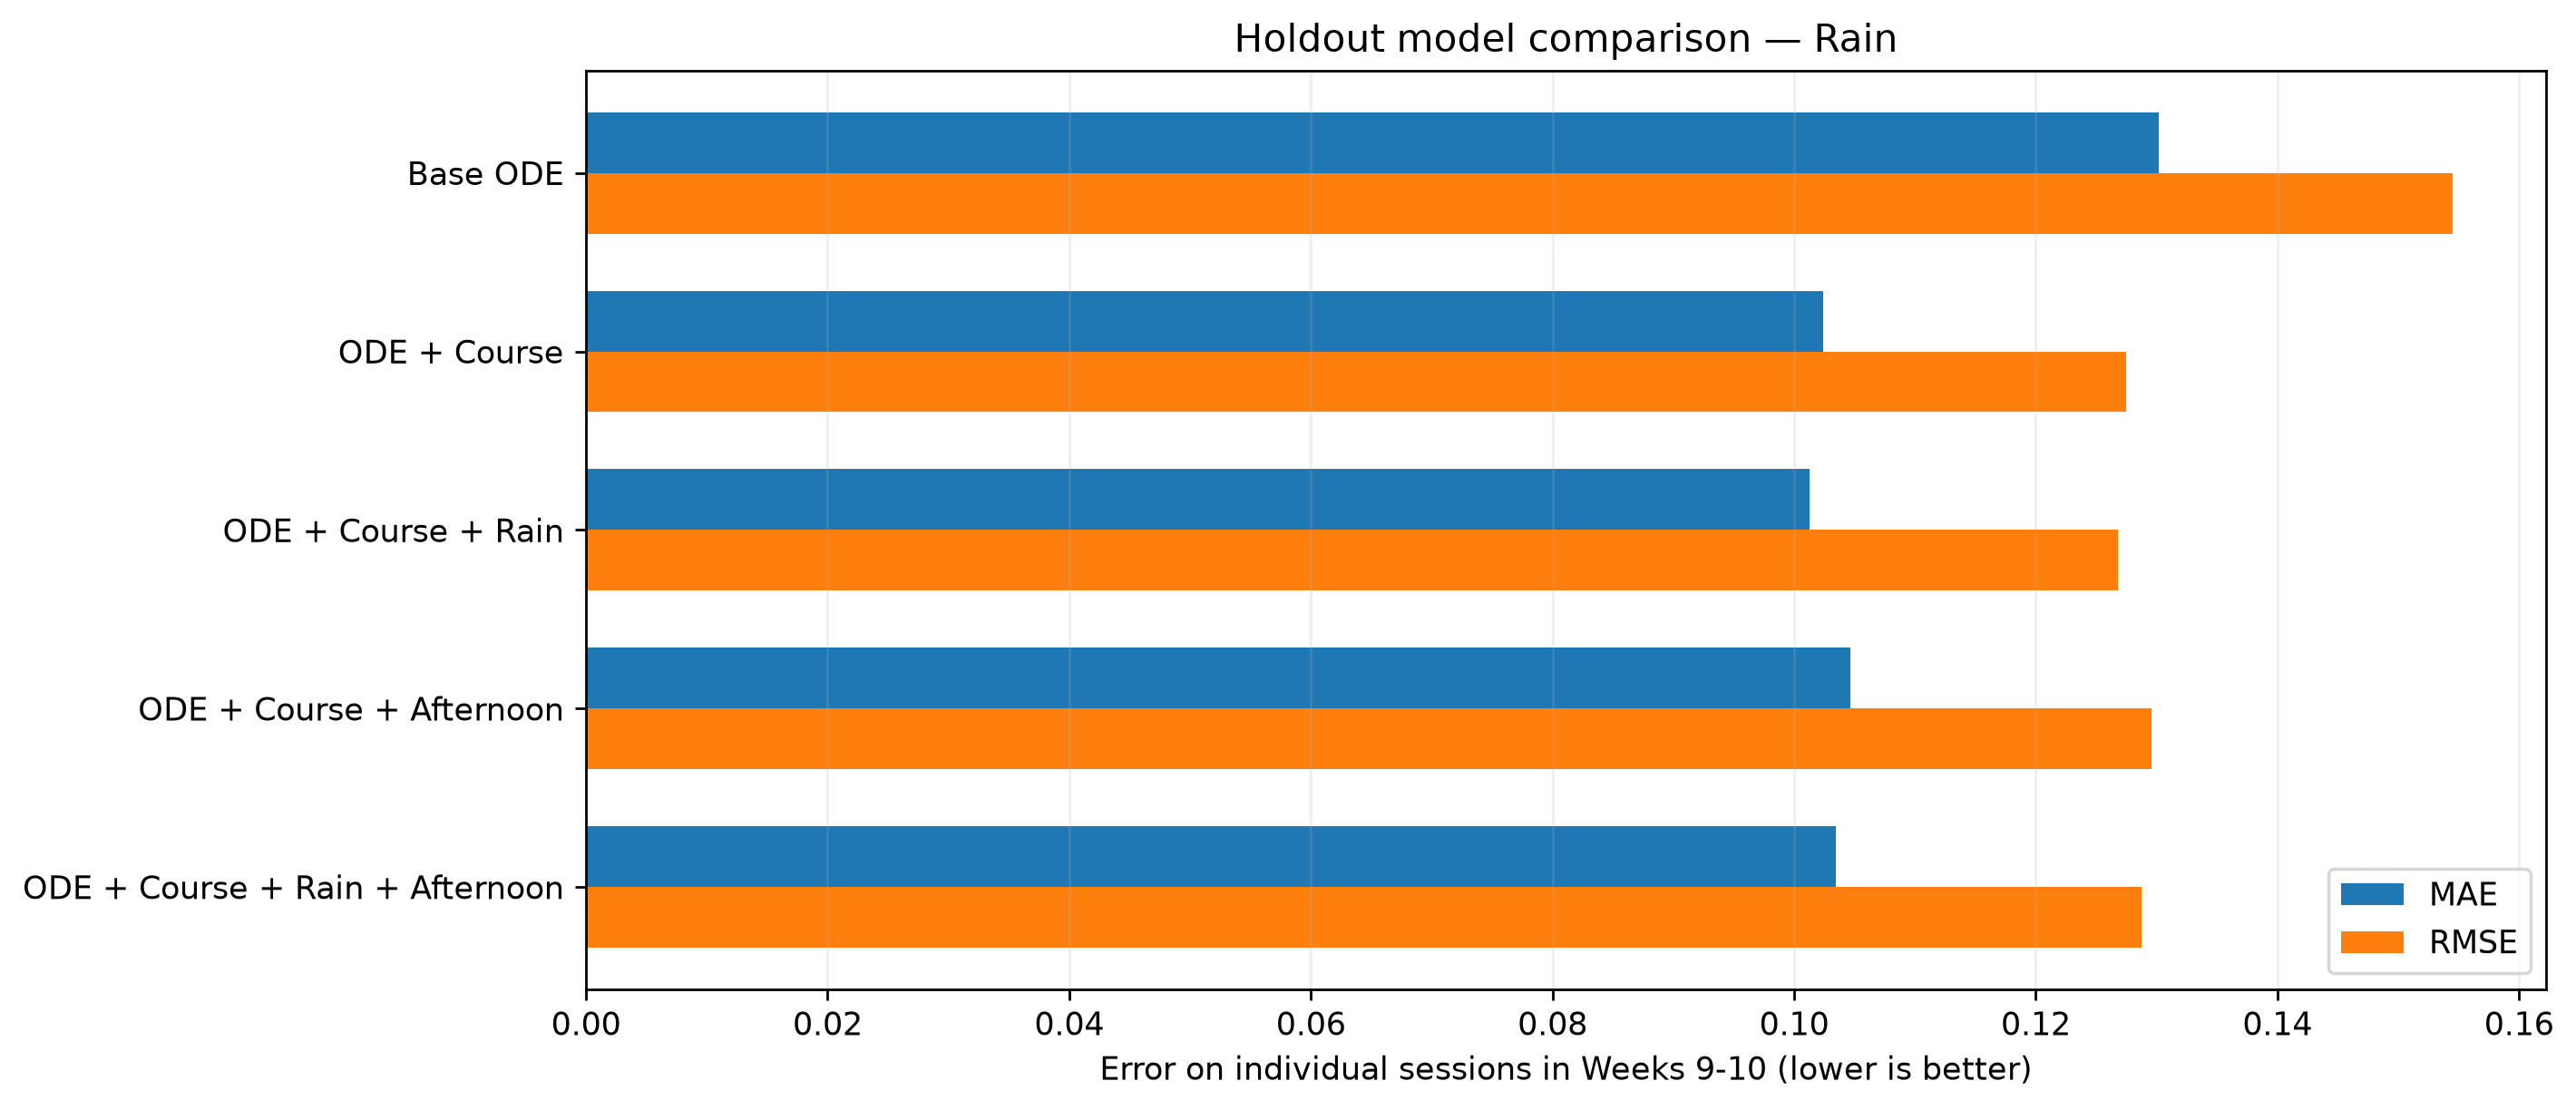 Holdout model comparison — Rain
Base ODE
ODE + Course
ODE + Course + Rain
ODE + Course + Afternoon
ODE + Course + Rain + Afternoon
MAE
RMSE
0.00 0.02 0.04 0.06 0.08 0.10 0.12 0.14 0.16
Error on individual sessions in Weeks 9-10 (lower is better)